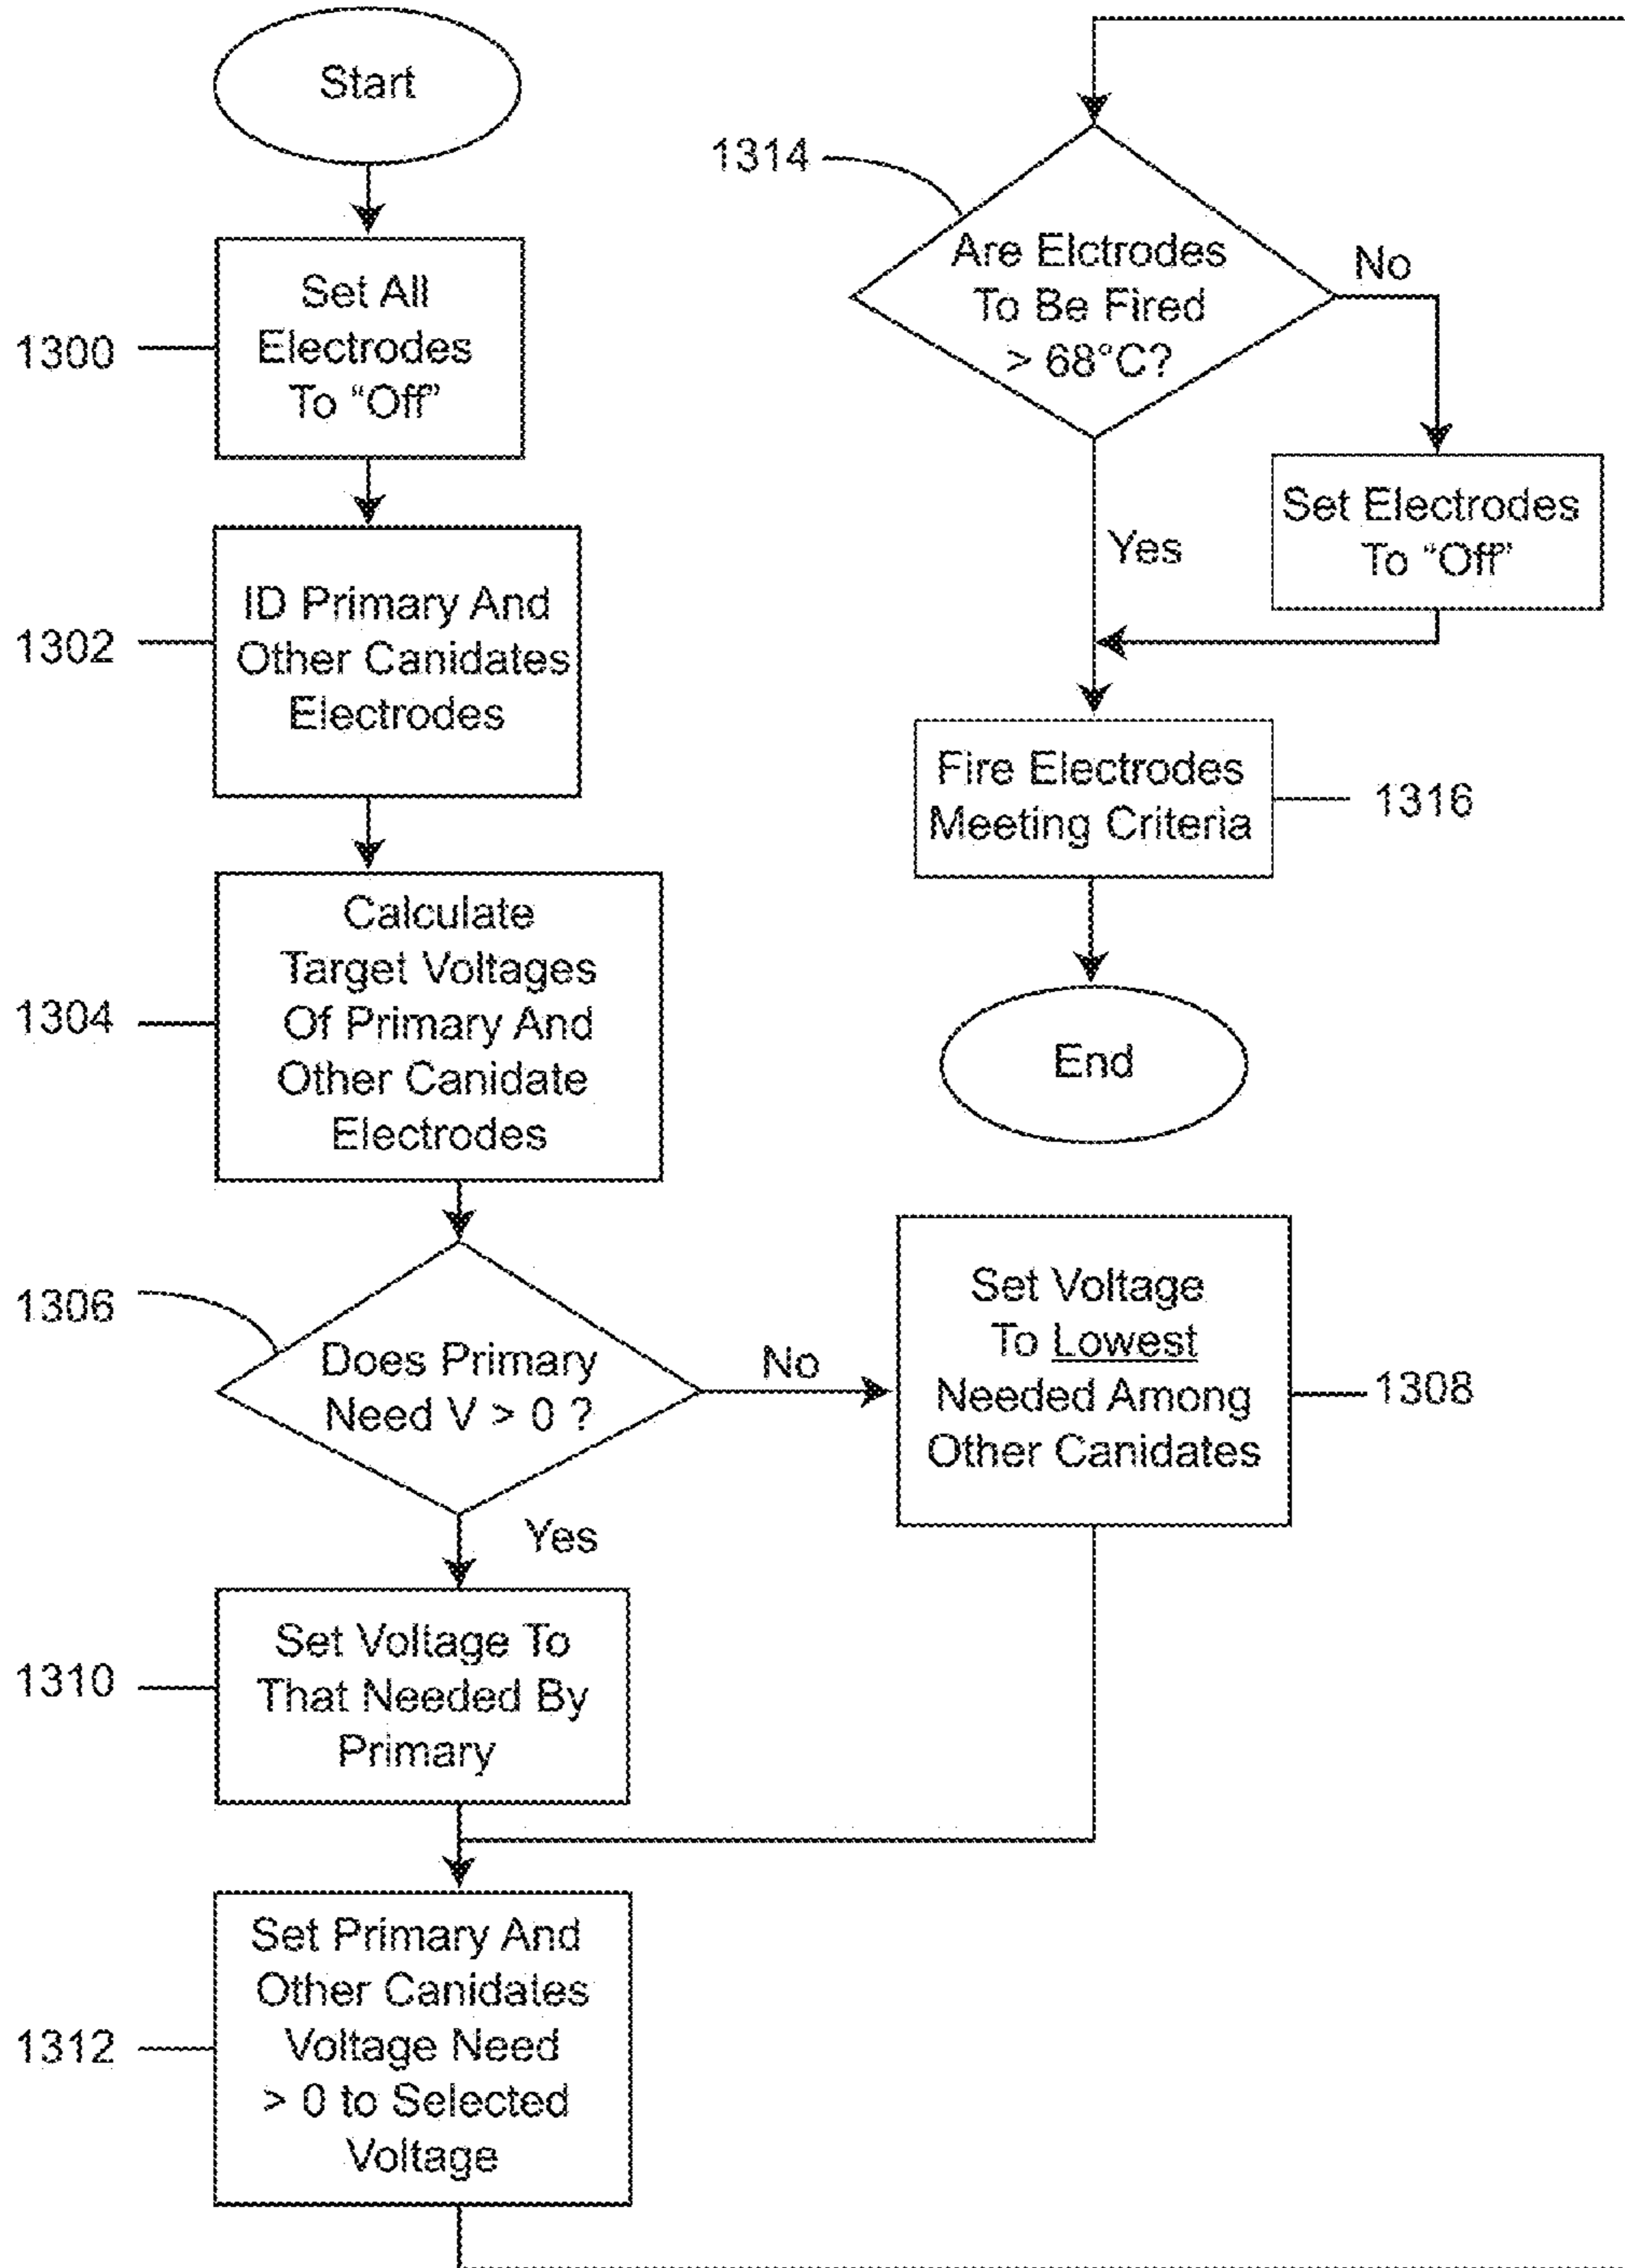 Start
1300
Set All
Electrodes
To “Off”
1302
ID Primary And
Other Canidates
Electrodes
1304
Calculate
Target Voltages
Of Primary And
Other Canidate
Electrodes
1306
Does Primary
Need V > 0 ?
No
Yes
Set Voltage
To Lowest
Needed Among
Other Canidates
1308
1310
Set Voltage To
That Needed By
Primary
1312
Set Primary And
Other Canidates
Voltage Need
> 0 to Selected
Voltage
1314
Are Elctrodes
To Be Fired
> 68°C?
No
Yes
Set Electrodes
To “Off”
Fire Electrodes
Meeting Criteria
1316
End